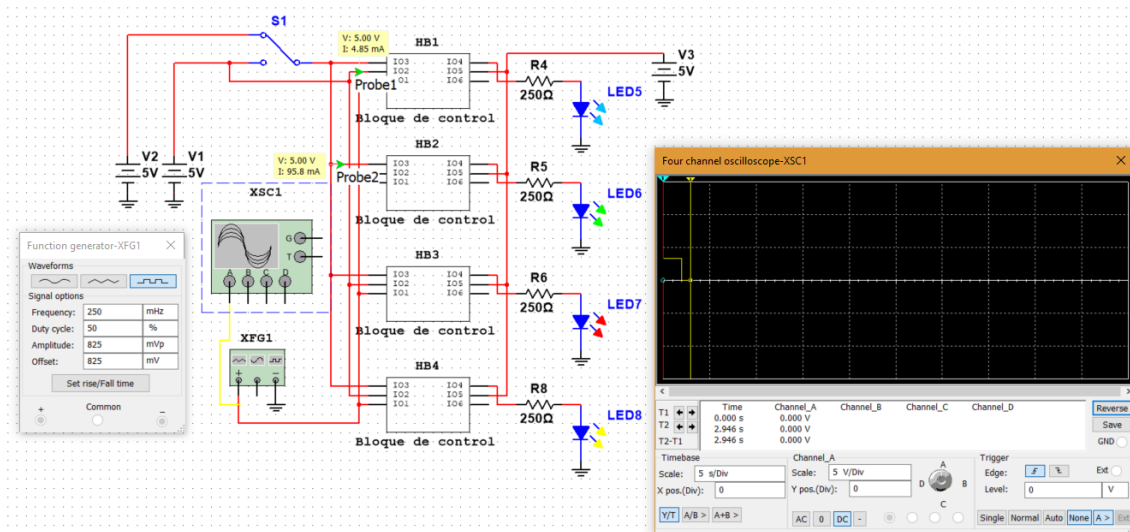 S1
V: 5.00 V
I: 4.85 mA
HB1
IO3
IO2
IO1
IO4
IO5
IO6
Probe1
Bloque de control
R4
250Ω
LED5
V3
5V
V2
5V
V1
5V
V: 5.00 V
I: 95.8 mA
HB2
IO3
IO2
IO1
IO4
IO5
IO6
Probe2
Bloque de control
R5
250Ω
LED6
XSC1
G
T
A B C D
HB3
IO3
IO2
IO1
IO4
IO5
IO6
Bloque de control
R6
250Ω
LED7
XFG1
HB4
IO3
IO2
IO1
IO4
IO5
IO6
Bloque de control
R8
250Ω
LED8
Function generator-XFG1
Waveforms
Signal options
Frequency: 250 mHz
Duty cycle: 50 %
Amplitude: 825 mVp
Offset: 825 mV
Set rise/Fall time
+ Common −
Four channel oscilloscope-XSC1
Time Channel_A Channel_B Channel_C Channel_D
T1 0.000 s 0.000 V
T2 2.946 s 0.000 V
T2-T1 2.946 s 0.000 V
Reverse
Save
GND
Timebase
Scale: 5 s/Div
X pos.(Div): 0
Y/T A/B > A+B >
Channel_A
Scale: 5 V/Div
Y pos.(Div): 0
AC 0 DC -
A
D B
C
Trigger
Edge: Ext
Level: 0 V
Single Normal Auto None A > Ext